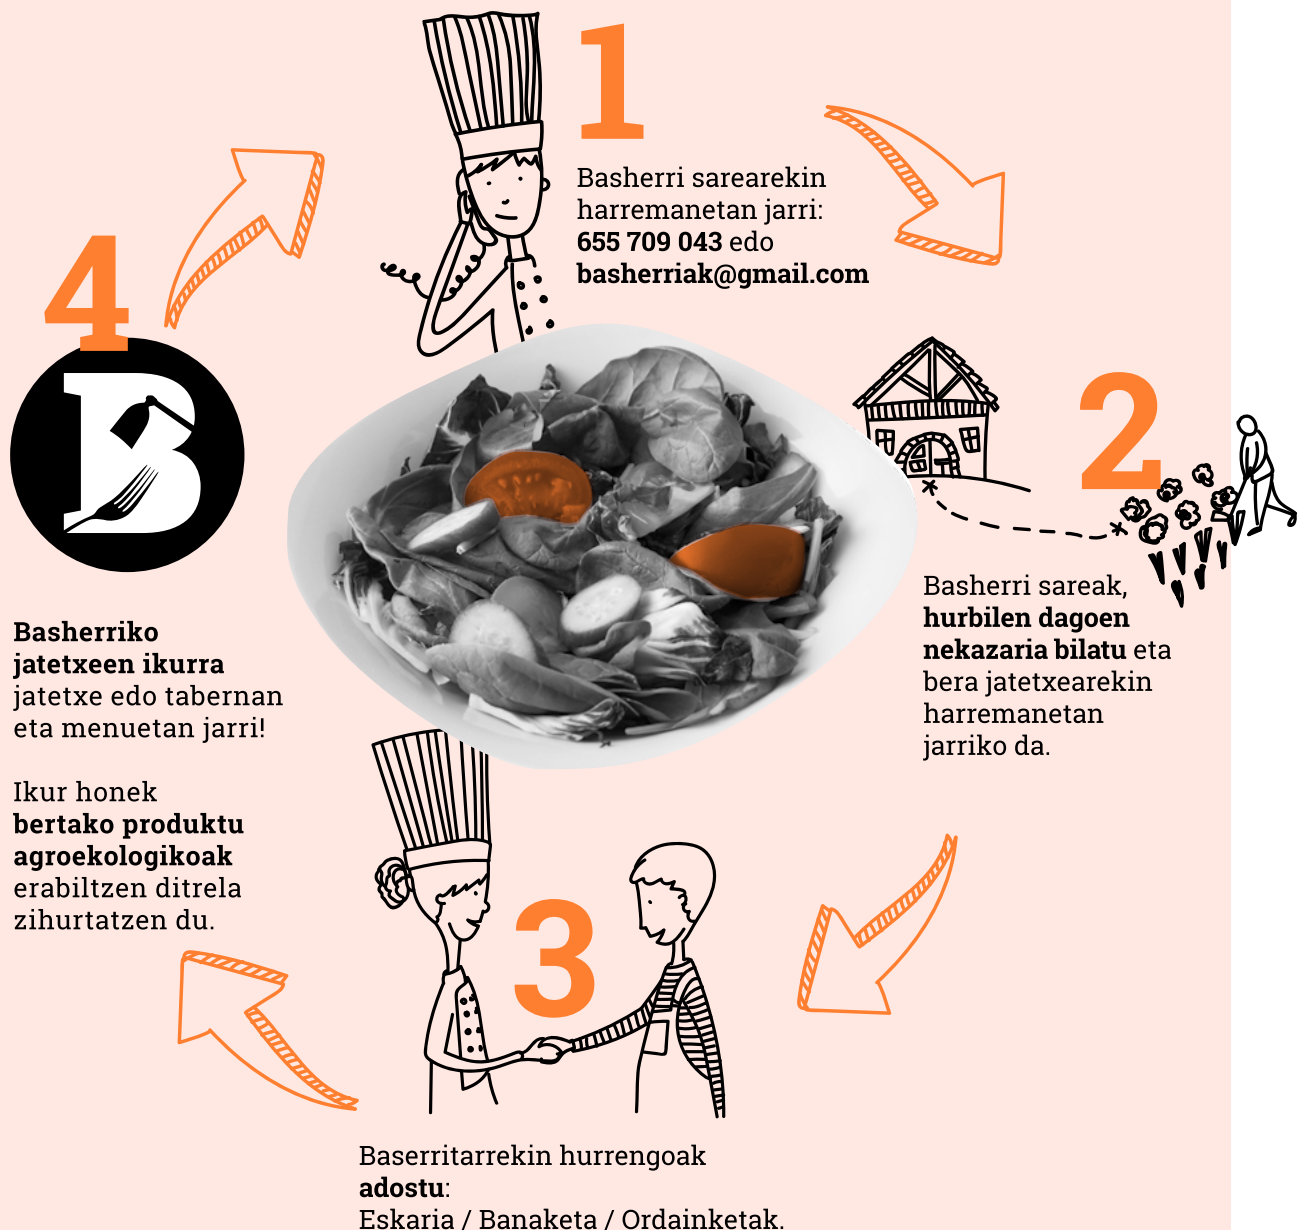 1
Basherri sarearekin
harremanetan jarri:
655 709 043 edo
basherriak@gmail.com
2
Basherri sareak,
hurbilen dagoen
nekazaria bilatu eta
bera jatetxearekin
harremanetan
jarriko da.
3
Baserritarrekin hurrengoak
adostu:
Eskaria / Banaketa / Ordainketak.
4
B
Basherriko
jatetxeen ikurra
jatetxe edo tabernan
eta menuetan jarri!
Ikur honek
bertako produktu
agroekologikoak
erabiltzen ditrela
zihurtatzen du.